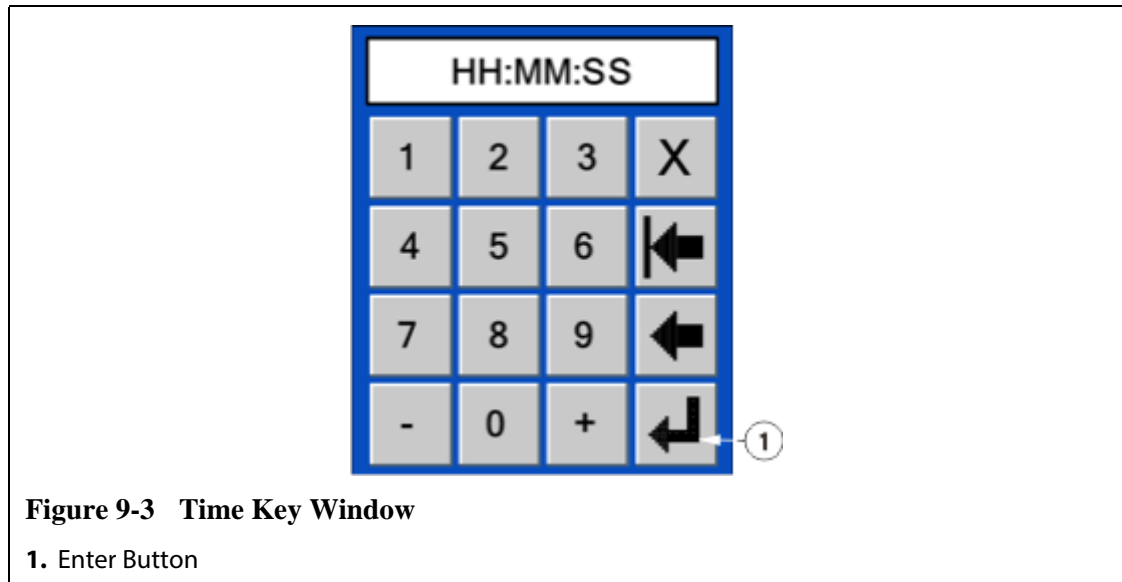 HH:MM:SS
1 2 3 X
4 5 6
7 8 9
- 0 +
1
Figure 9-3 Time Key Window
1. Enter Button